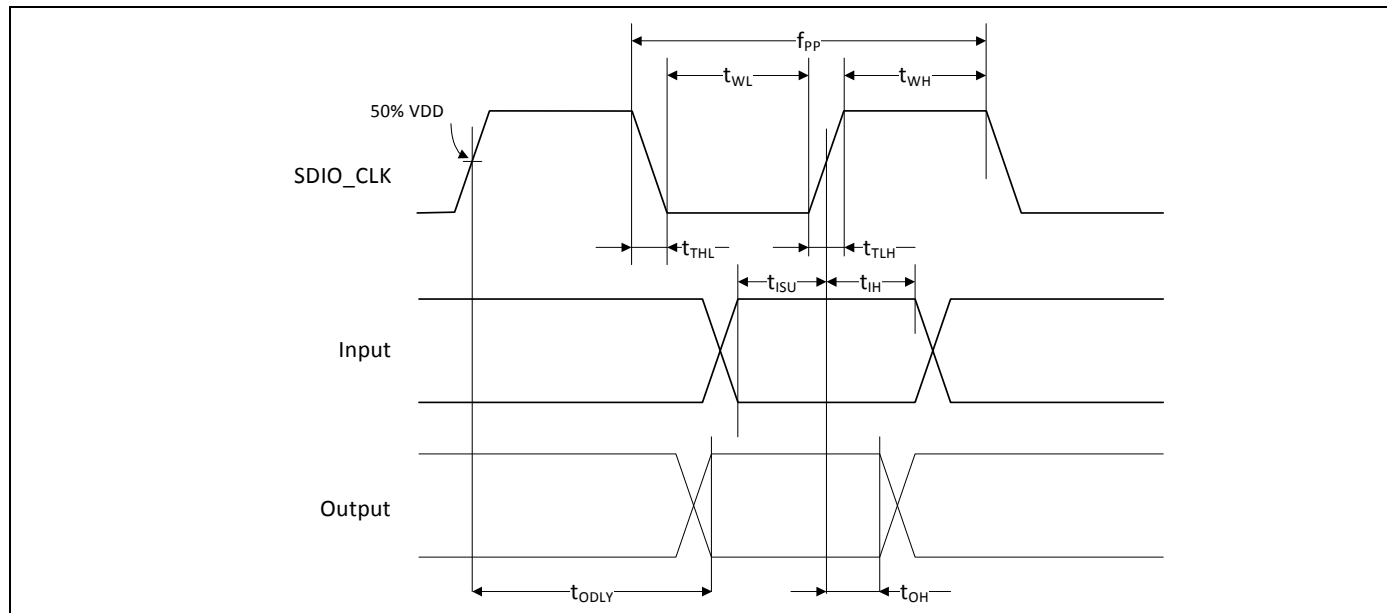 fPP
tWL
tWH
50% VDD
SDIO_CLK
tTHL
tTLH
tISU
tIH
Input
Output
tODLY
tOH